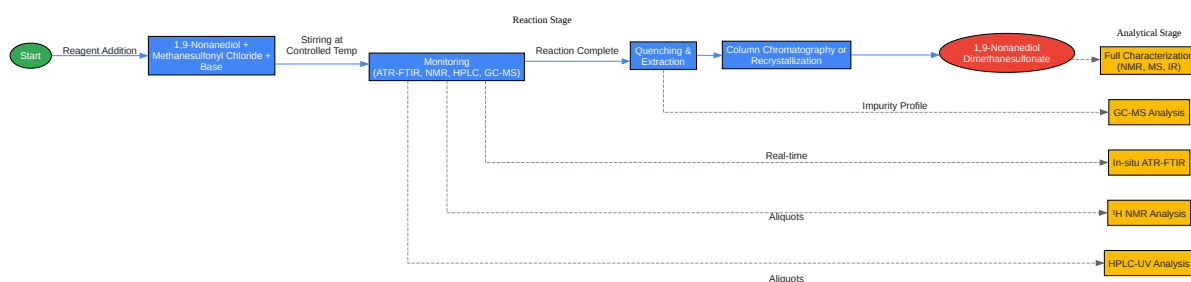 Reaction Stage
Analytical Stage
Start
Reagent Addition
1,9-Nonanediol +
Methanesulfonyl Chloride +
Base
Stirring at
Controlled Temp
Monitoring
(ATR-FTIR, NMR, HPLC, GC-MS)
Reaction Complete
Quenching &
Extraction
Column Chromatography or
Recrystallization
1,9-Nonanediol
Dimethanesulfonate
Full Characterization
(NMR, MS, IR)
Impurity Profile
GC-MS Analysis
Real-time
In-situ ATR-FTIR
Aliquots
¹H NMR Analysis
Aliquots
HPLC-UV Analysis